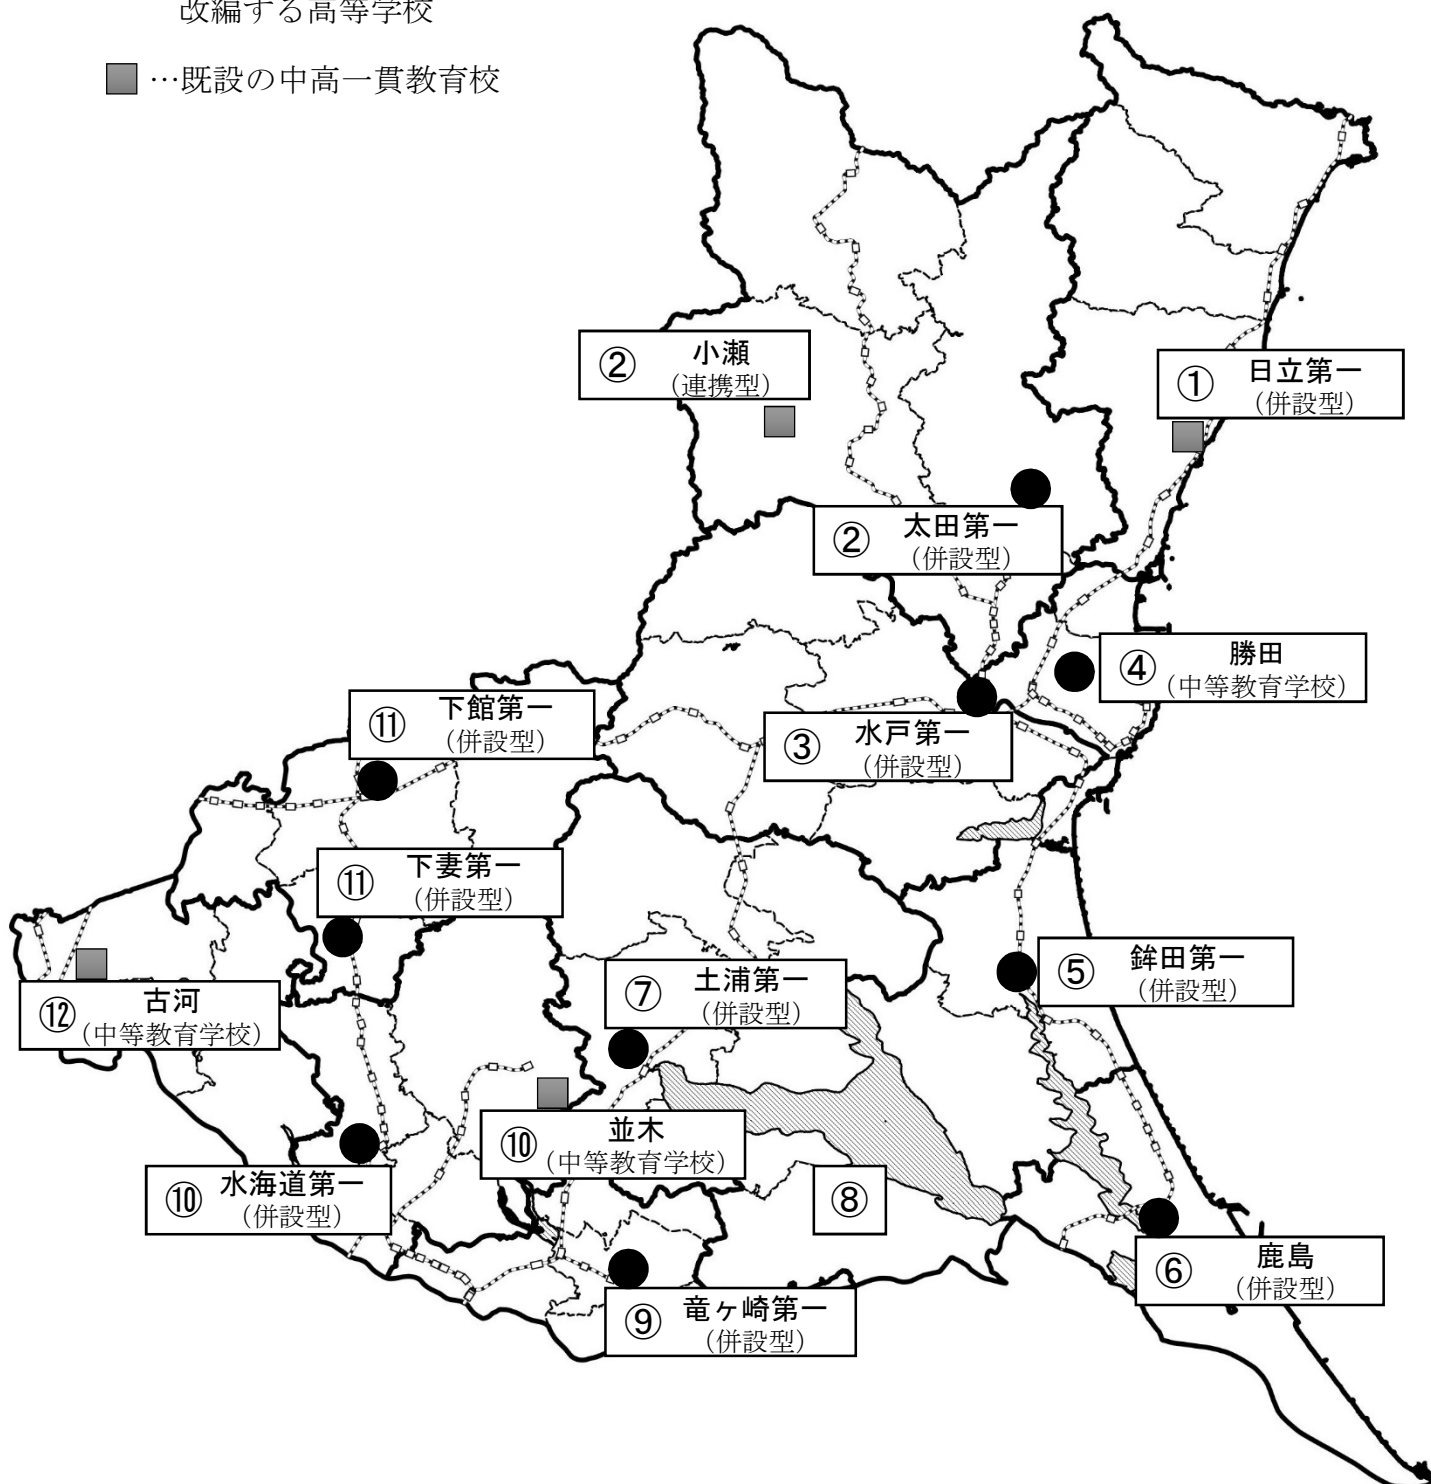 改編する高等学校
…既設の中高一貫教育校
② 小瀬
（連携型）
① 日立第一
（併設型）
② 太田第一
（併設型）
④ 勝田
（中等教育学校）
③ 水戸第一
（併設型）
⑪ 下館第一
（併設型）
⑪ 下妻第一
（併設型）
⑤ 鉾田第一
（併設型）
⑦ 土浦第一
（併設型）
⑫ 古河
（中等教育学校）
⑩ 並木
（中等教育学校）
⑩ 水海道第一
（併設型）
⑧
⑥ 鹿島
（併設型）
⑨ 竜ヶ崎第一
（併設型）